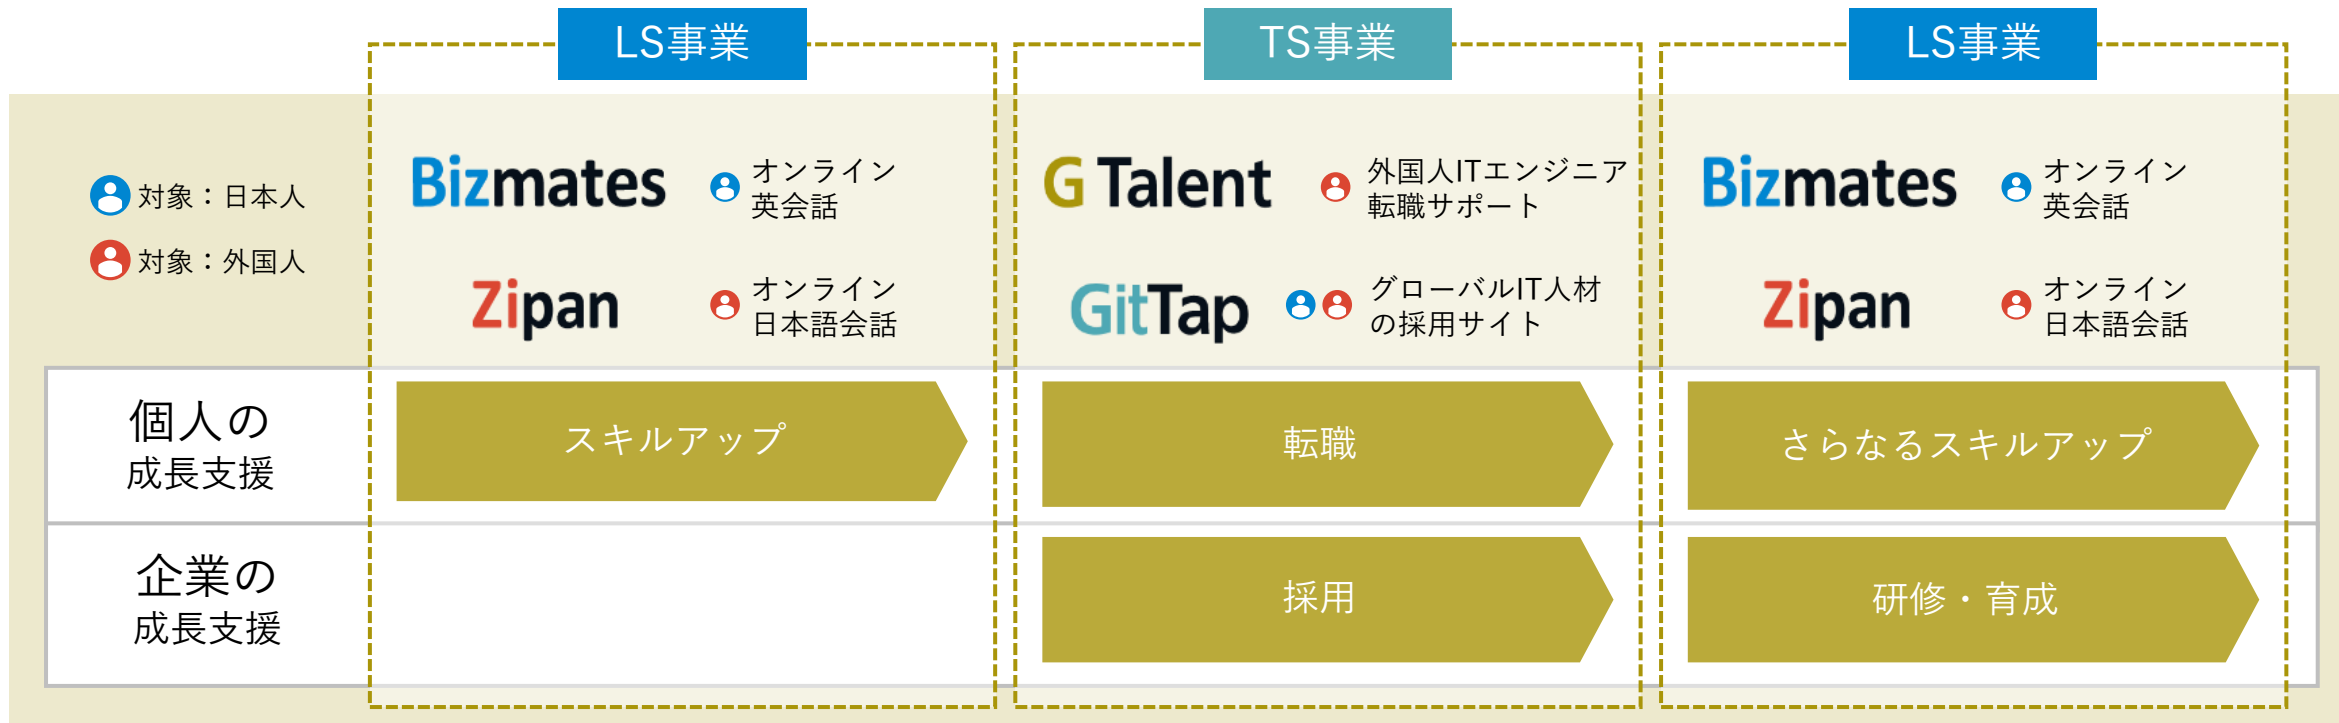 LS事業
TS事業
LS事業
対象：日本人
対象：外国人
Bizmates
オンライン
英会話
Zipan
オンライン
日本語会話
G Talent
外国人ITエンジニア
転職サポート
GitTap
グローバルIT人材
の採用サイト
Bizmates
オンライン
英会話
Zipan
オンライン
日本語会話
個人の
成長支援
スキルアップ
転職
さらなるスキルアップ
企業の
成長支援
採用
研修・育成